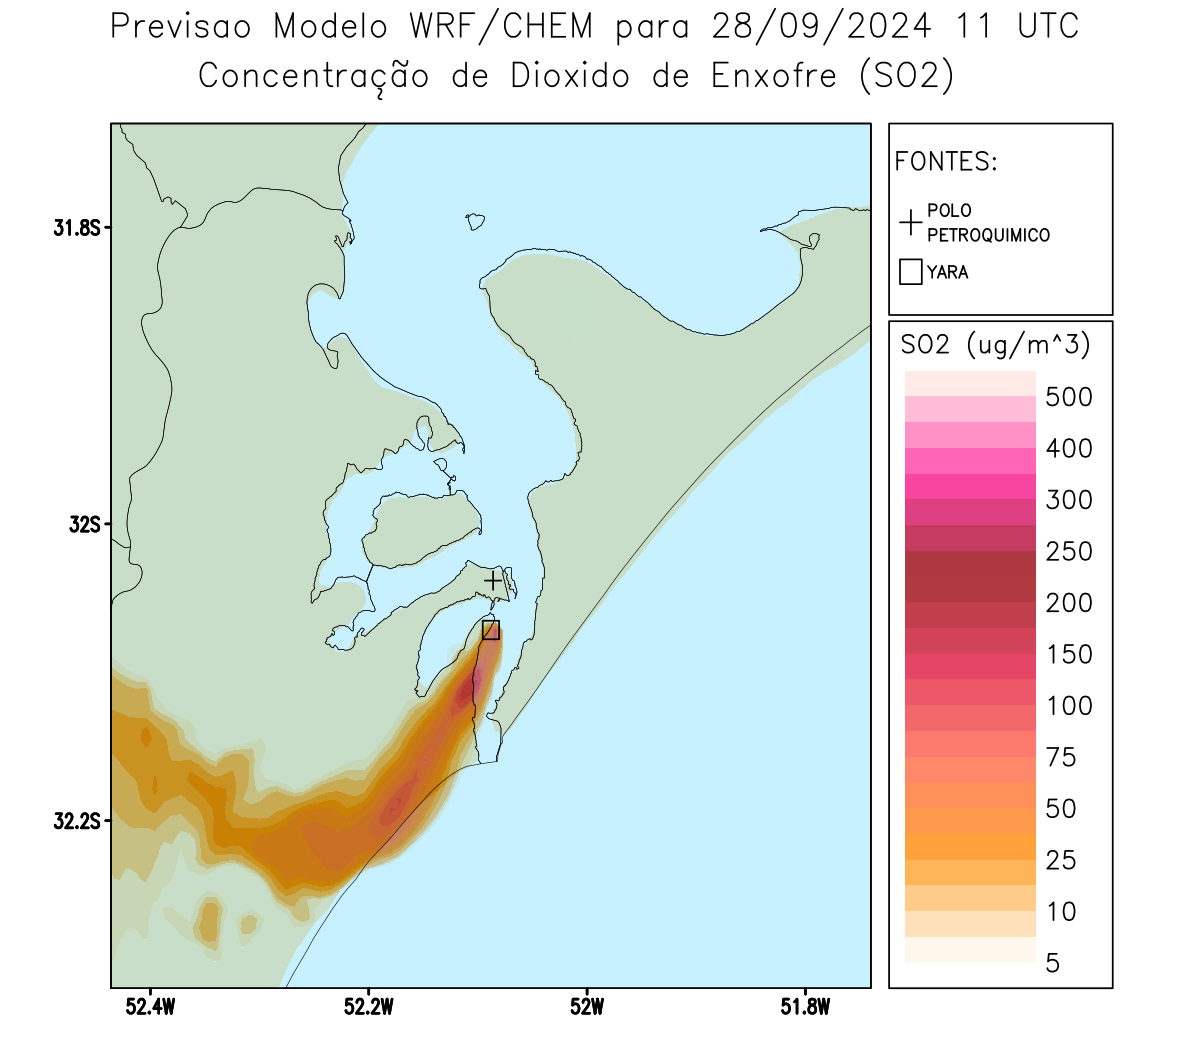 Previsao Modelo WRF/CHEM para 28/09/2024 11 UTC
Concentração de Dioxido de Enxofre (SO2)
FONTES:
POLO
PETROQUIMICO
YARA
SO2 (ug/m^3)
500
400
300
250
200
150
100
75
50
25
10
5
31.8S
32S
32.2S
52.4W
52.2W
52W
51.8W